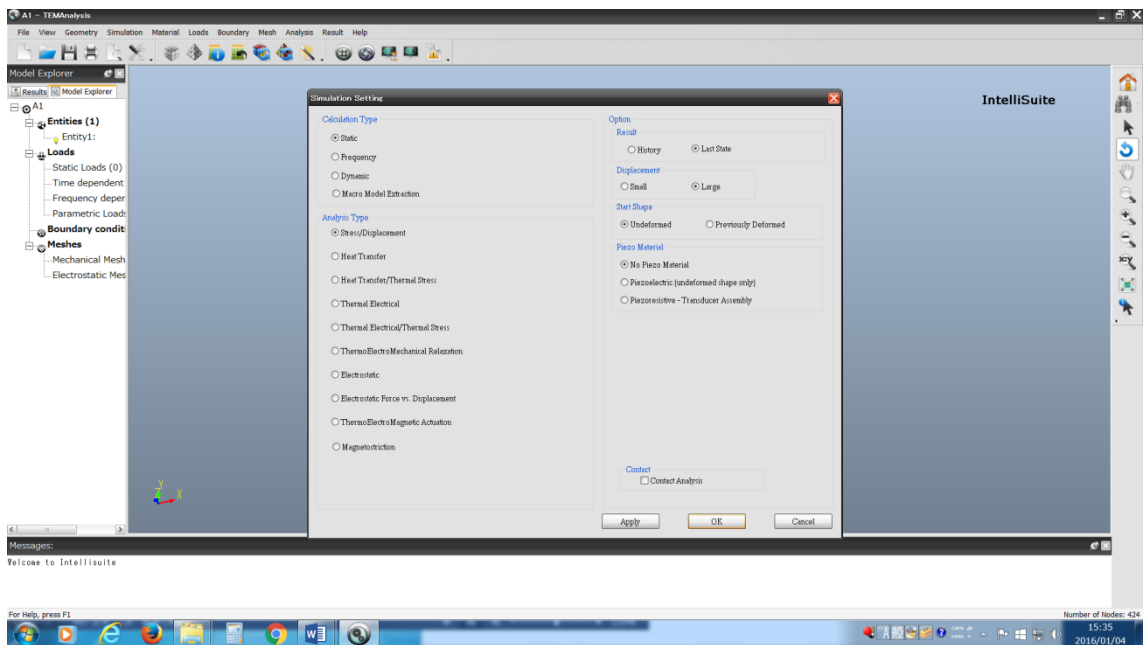 A1 - TEMAnalysis
File View Geometry Simulation Material Loads Boundary Mesh Analysis Result Help
Model Explorer
Results Model Explorer
A1
Entities (1)
Entity1:
Loads
Static Loads (0)
Time dependent
Frequency deper
Parametric Loads
Boundary conditi
Meshes
Mechanical Mesh
Electrostatic Mes
IntelliSuite
Simulation Setting
Calculation Type
Static
Frequency
Dynamic
Macro Model Extraction
Analysis Type
Stress/Displacement
Heat Transfer
Heat Transfer/Thermal Stress
Thermal Electrical
Thermal Electrical/Thermal Stress
ThermoElectroMechanical Relaxation
Electrostatic
Electrostatic Force vs. Displacement
ThermoElectroMagnetic Actuation
Magnetostriction
Option
Result
History Last State
Displacement
Small Large
Start Shape
Undeformed Previously Deformed
Piezo Material
No Piezo Material
Piezoelectric (undeformed shape only)
Piezoresistive - Transducer Assembly
Contact
Contact Analysis
Apply OK Cancel
Y
Z X
Messages:
Welcome to Intellisuite
For Help, press F1
Number of Nodes: 424
A 般
15:35
2016/01/04